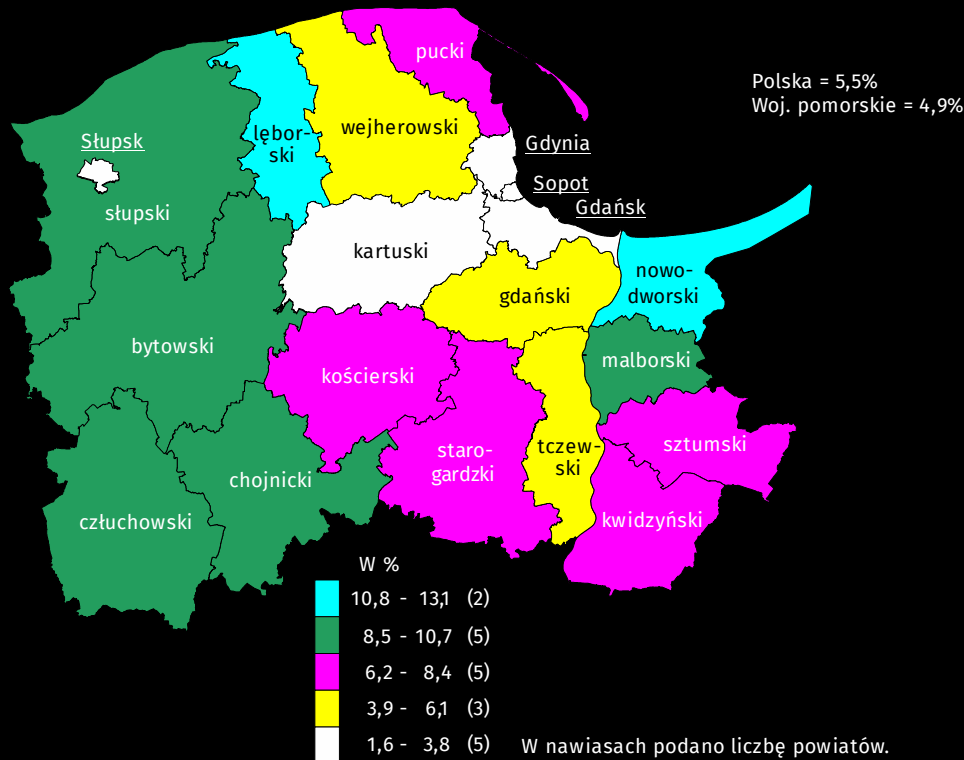 pucki
Polska = 5,5%
Woj. pomorskie = 4,9%
wejherowski
lębor-
ski
Słupsk
Gdynia
Sopot
słupski
Gdańsk
kartuski
nowo-
dworski
gdański
bytowski
malborski
kościerski
staro-
gardzki
tczew-
ski
sztumski
chojnicki
człuchowski
kwidzyński
W %
10,8 - 13,1 (2)
8,5 - 10,7 (5)
6,2 - 8,4 (5)
3,9 - 6,1 (3)
1,6 - 3,8 (5)
W nawiasach podano liczbę powiatów.